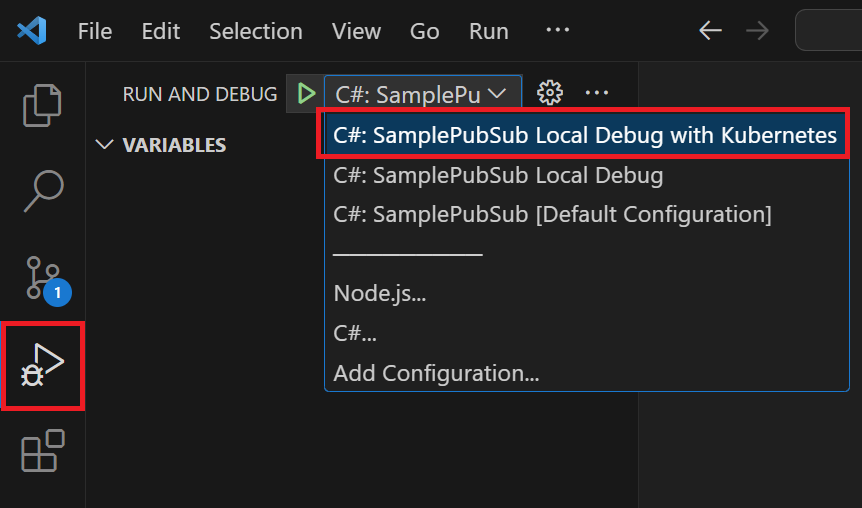 File Edit Selection View Go Run ...
RUN AND DEBUG C#: SamplePu ...
VARIABLES
C#: SamplePubSub Local Debug with Kubernetes
C#: SamplePubSub Local Debug
C#: SamplePubSub [Default Configuration]
Node.js...
C#...
Add Configuration...
1